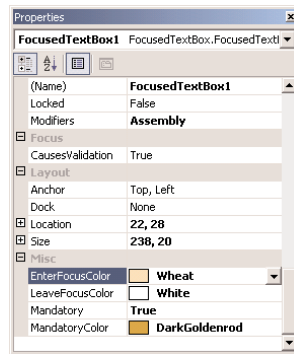 Properties
FocusedTextBox1 FocusedTextBox.FocusedTextI
(Name) FocusedTextBox1
Locked False
Modifiers Assembly
Focus
CausesValidation True
Layout
Anchor Top, Left
Dock None
Location 22, 28
Size 238, 20
Misc
EnterFocusColor Wheat
LeaveFocusColor White
Mandatory True
MandatoryColor DarkGoldenrod